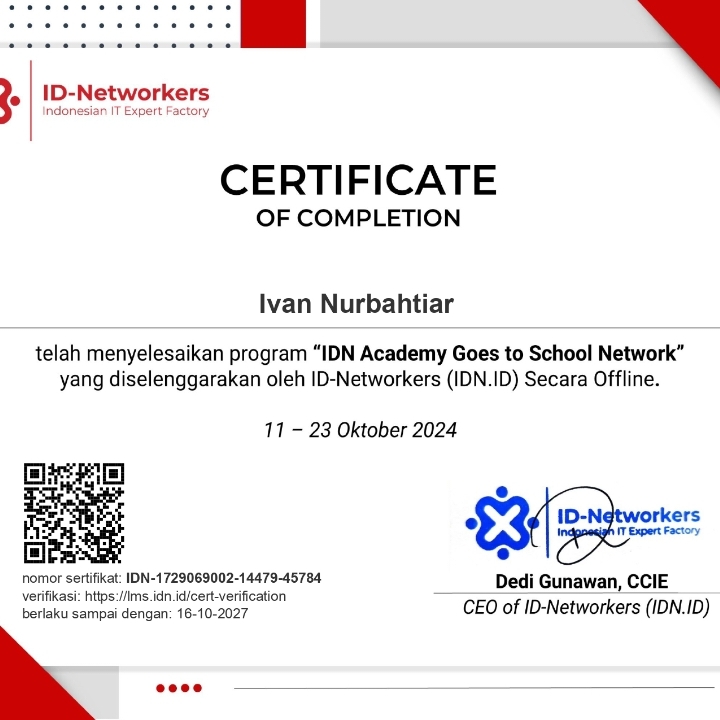 ID-Networkers
Indonesian IT Expert Factory
CERTIFICATE
OF COMPLETION
Ivan Nurbahtiar
telah menyelesaikan program “IDN Academy Goes to School Network”
yang diselenggarakan oleh ID-Networkers (IDN.ID) Secara Offline.
11 – 23 Oktober 2024
ID-Networkers
Indonesian IT Expert Factory
nomor sertifikat: IDN-1729069002-14479-45784
verifikasi: https://lms.idn.id/cert-verification
berlaku sampai dengan: 16-10-2027
Dedi Gunawan, CCIE
CEO of ID-Networkers (IDN.ID)